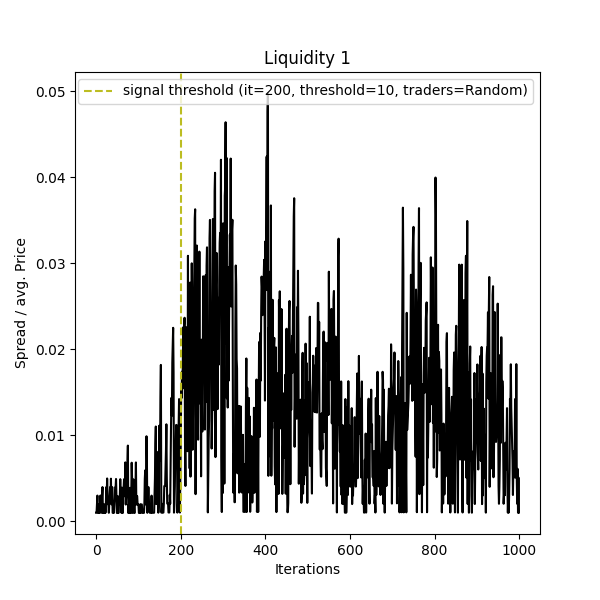 Liquidity 1
signal threshold (it=200, threshold=10, traders=Random)
0.05
0.04
0.03
0.02
0.01
0.00
Spread / avg. Price
0 200 400 600 800 1000
Iterations